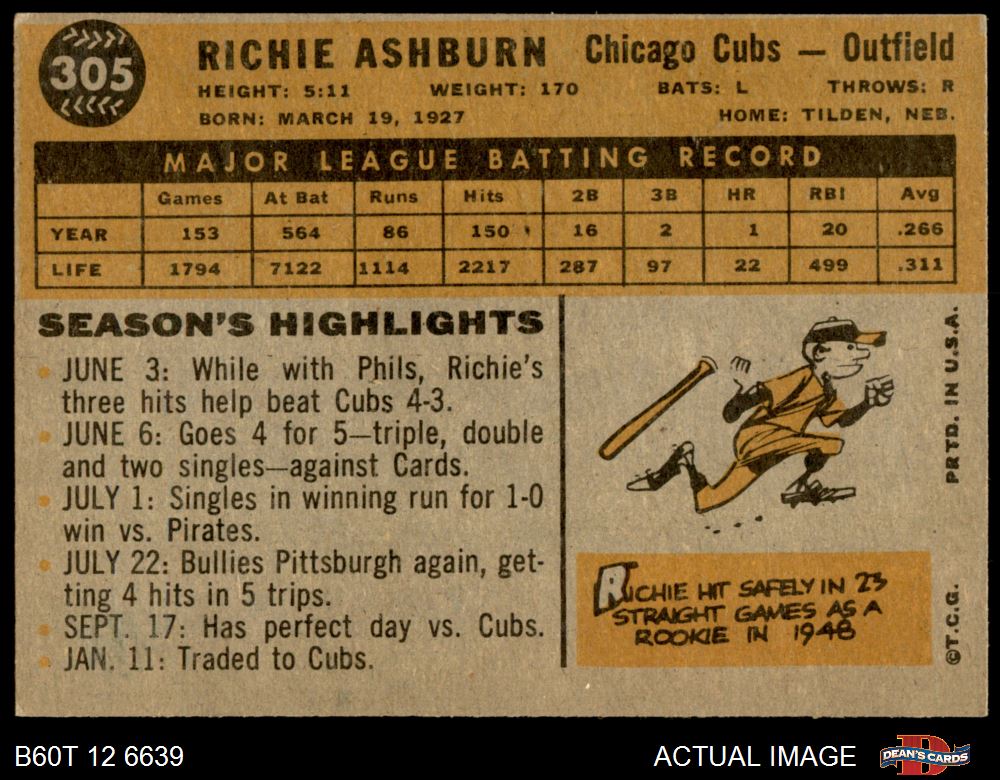 305
RICHIE ASHBURN Chicago Cubs — Outfield
HEIGHT: 5:11 WEIGHT: 170 BATS: L THROWS: R
BORN: MARCH 19, 1927 HOME: TILDEN, NEB.
MAJOR LEAGUE BATTING RECORD
Games At Bat Runs Hits 2B 3B HR RBI Avg
YEAR 153 564 86 150 16 2 1 20 .266
LIFE 1794 7122 1114 2217 287 97 22 499 .311
SEASON'S HIGHLIGHTS
JUNE 3: While with Phils, Richie's
three hits help beat Cubs 4-3.
JUNE 6: Goes 4 for 5—triple, double
and two singles—against Cards.
JULY 1: Singles in winning run for 1-0
win vs. Pirates.
JULY 22: Bullies Pittsburgh again, get-
ting 4 hits in 5 trips.
SEPT. 17: Has perfect day vs. Cubs.
JAN. 11: Traded to Cubs.
RICHIE HIT SAFELY IN 23
STRAIGHT GAMES AS A
ROOKIE IN 1948
PRTD. IN U.S.A.
©T.C.G.
B60T 12 6639 ACTUAL IMAGE DEAN'S CARDS